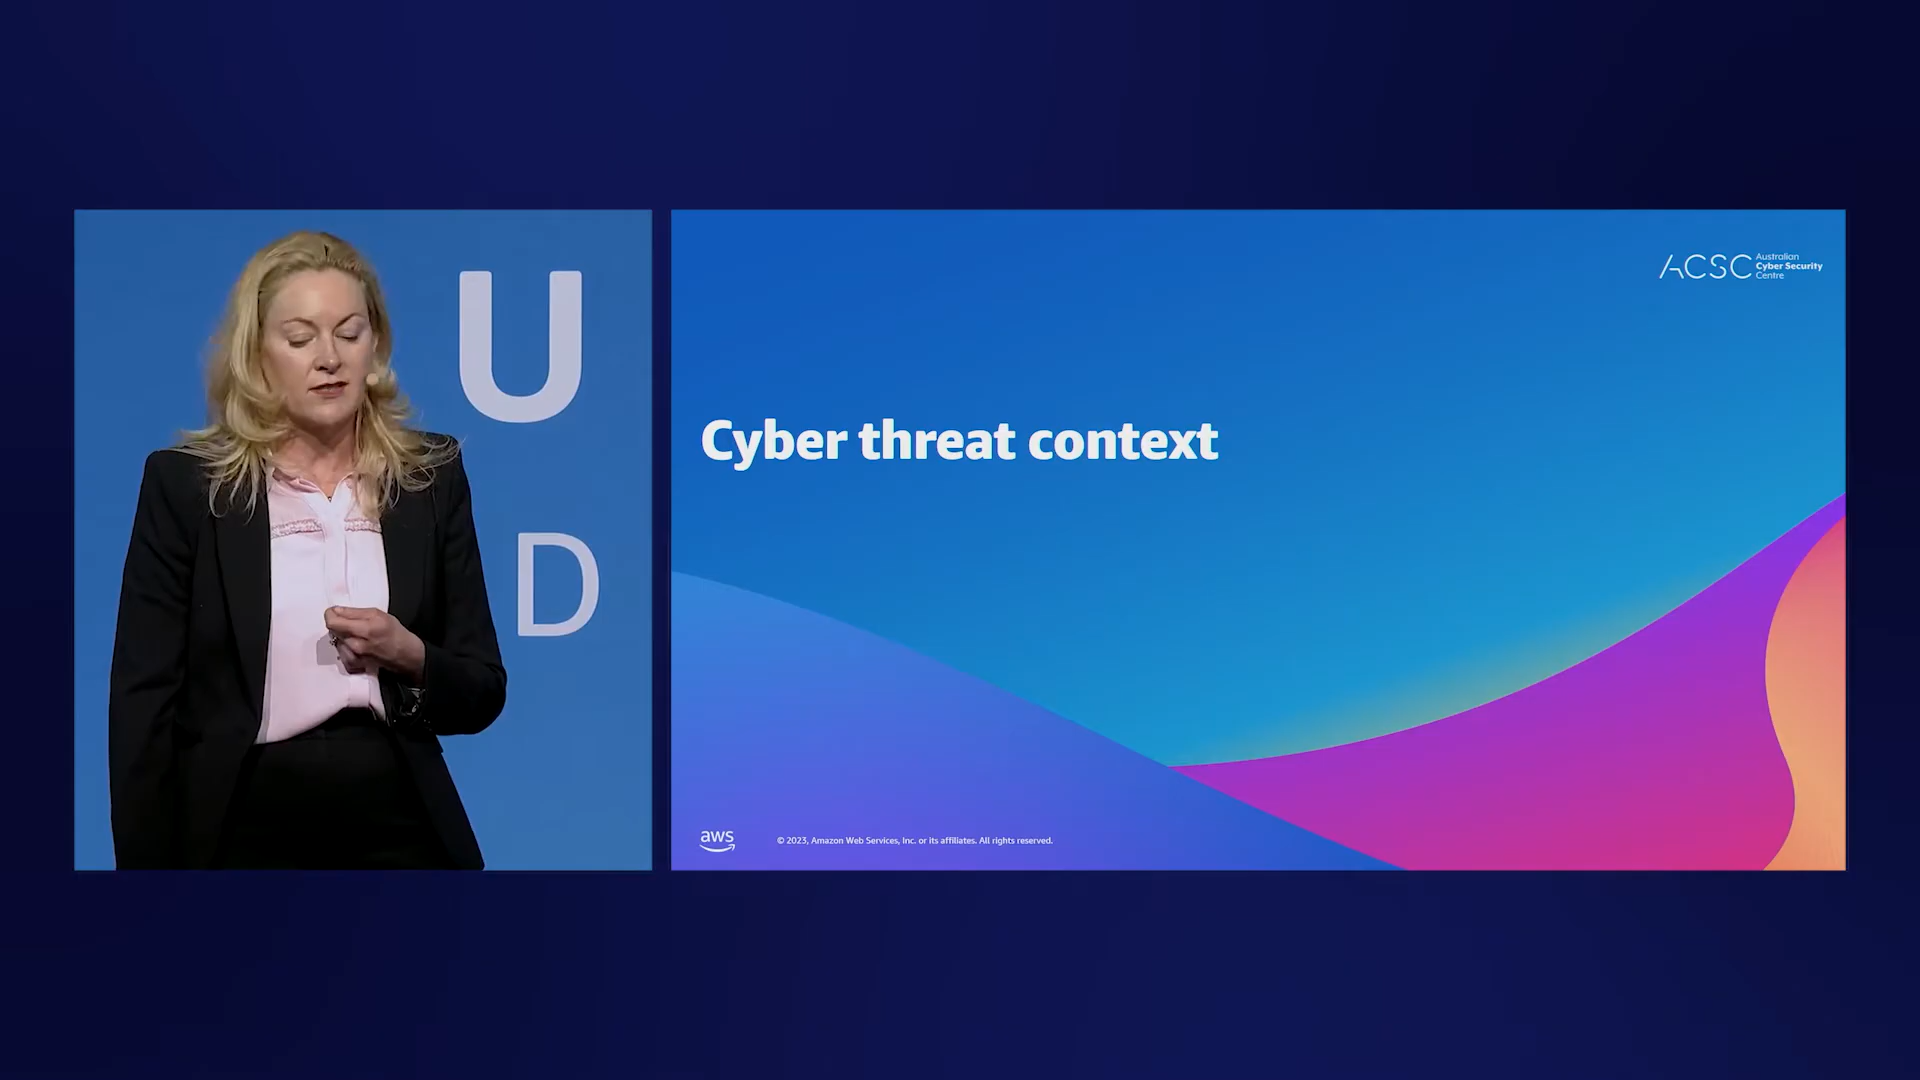 U
D
ACSC
Australian
Cyber Security
Centre
Cyber threat context
aws
© 2023, Amazon Web Services, Inc. or its affiliates. All rights reserved.